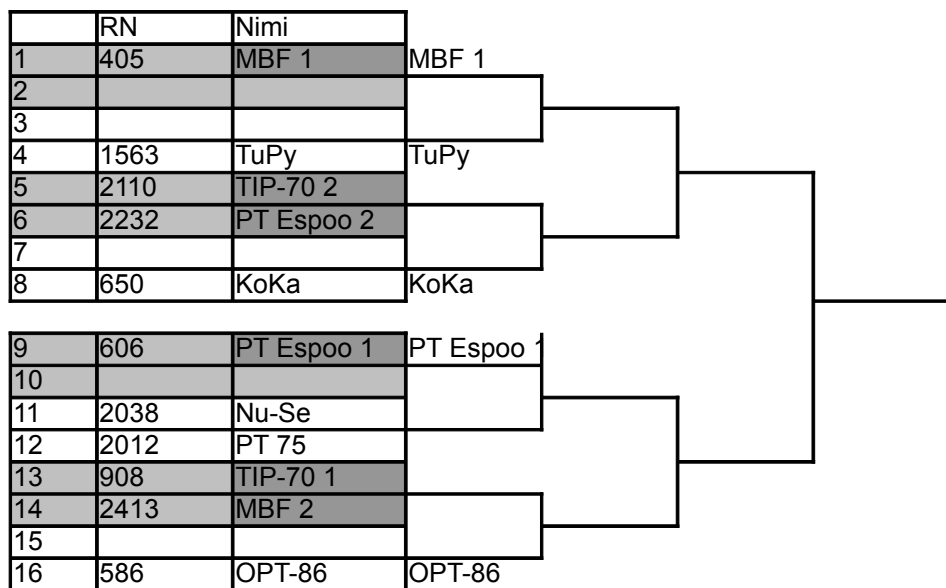 RN Nimi
1 405 MBF 1 MBF 1
2
3
4 1563 TuPy TuPy
5 2110 TIP-70 2
6 2232 PT Espoo 2
7
8 650 KoKa KoKa
9 606 PT Espoo 1 PT Espoo 1
10
11 2038 Nu-Se
12 2012 PT 75
13 908 TIP-70 1
14 2413 MBF 2
15
16 586 OPT-86 OPT-86